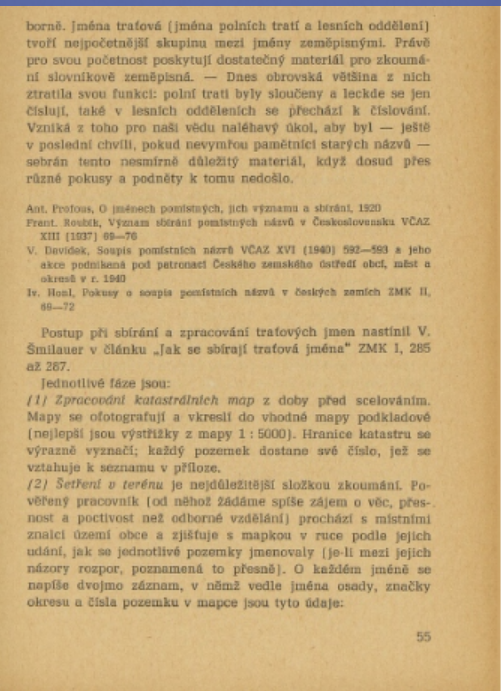 borně. Jména traťová (jména polních tratí a lesních oddělení)
tvoří nejpočetnější skupinu mezi jmény zeměpisnými. Právě
pro svou početnost poskytují dostatečný materiál pro zkoumá-
ní slovníkově zeměpisná. — Dnes obrovská většina z nich
ztratila svou funkci: polní trati byly sloučeny a leckde se jen
číslují, také v lesních odděleních se přechází k číslování.
Vzniká z toho pro naši vědu naléhavý úkol, aby byl — ještě
v poslední chvíli, pokud nevymřou pamětníci starých názvů —
sebrán tento nesmírně důležitý materiál, když dosud přes
různé pokusy a podněty k tomu nedošlo.
Ant. Profous, O jménech pomístných, jich významu a sbírání, 1920
Frant. Roubík, Význam sbírání pomístných názvů v Československu VČAZ
XIII (1937) 69—76
V. Davídek, Soupis pomístních názvů VČAZ XVI (1940) 592—593 a jeho
akce podnikaná pod patronací Českého zemského ústředí obcí, měst a
okresů v r. 1940
Iv. Honl, Pokusy o soupis pomístních názvů v českých zemích ZMK II,
69—72
Postup při sbírání a zpracování traťových jmen nastínil V.
Šmilauer v článku „Jak se sbírají traťová jména“ ZMK I, 285
až 287.
Jednotlivé fáze jsou:
(1) Zpracování katastrálních map z doby před scelováním.
Mapy se ofotografují a vkreslí do vhodné mapy podkladové
(nejlepší jsou výstřižky z mapy 1 : 5000). Hranice katastru se
výrazně vyznačí; každý pozemek dostane své číslo, jež se
vztahuje k seznamu v příloze.
(2) Šetření v terénu je nejdůležitější složkou zkoumání. Po-
věřený pracovník (od něhož žádáme spíše zájem o věc, přes-
nost a poctivost než odborné vzdělání) prochází s místními
znalci území obce a zjišťuje s mapkou v ruce podle jejich
udání, jak se jednotlivé pozemky jmenovaly (je-li mezi jejich
názory rozpor, poznamená to přesně). O každém jméně se
napíše dvojmo záznam, v němž vedle jména osady, značky
okresu a čísla pozemku v mapce jsou tyto údaje:
55